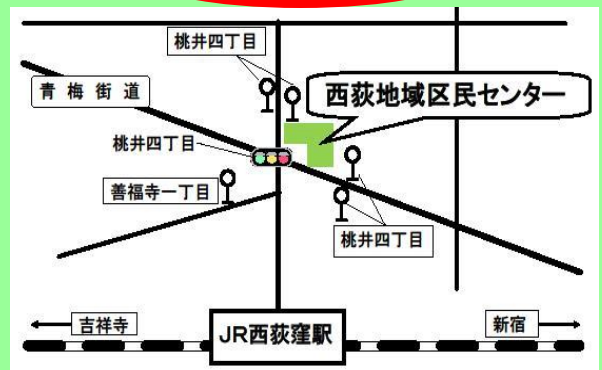 桃井四丁目
青梅街道
西荻地域区民センター
桃井四丁目
善福寺一丁目
桃井四丁目
吉祥寺
新宿
JR西荻窪駅